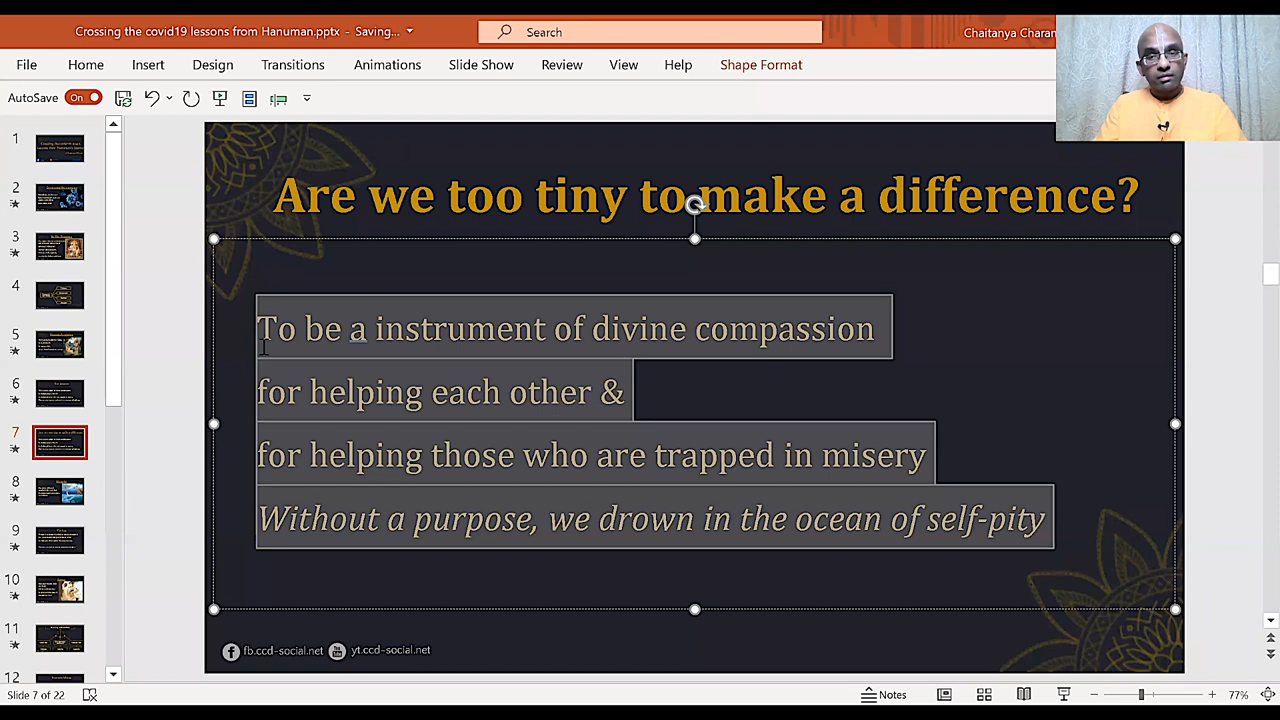 Crossing the covid19 lessons from Hanuman.pptx - Saving...
Search
Chaitanya Charan
File Home Insert Design Transitions Animations Slide Show Review View Help Shape Format
AutoSave On
1
2
3
4
5
6
7
8
9
10
11
12
Are we too tiny to make a difference?
To be a instrument of divine compassion
for helping each other &
for helping those who are trapped in misery
Without a purpose, we drown in the ocean of self-pity
fb.ccd-social.net yt.ccd-social.net
Slide 7 of 22 Notes 77%